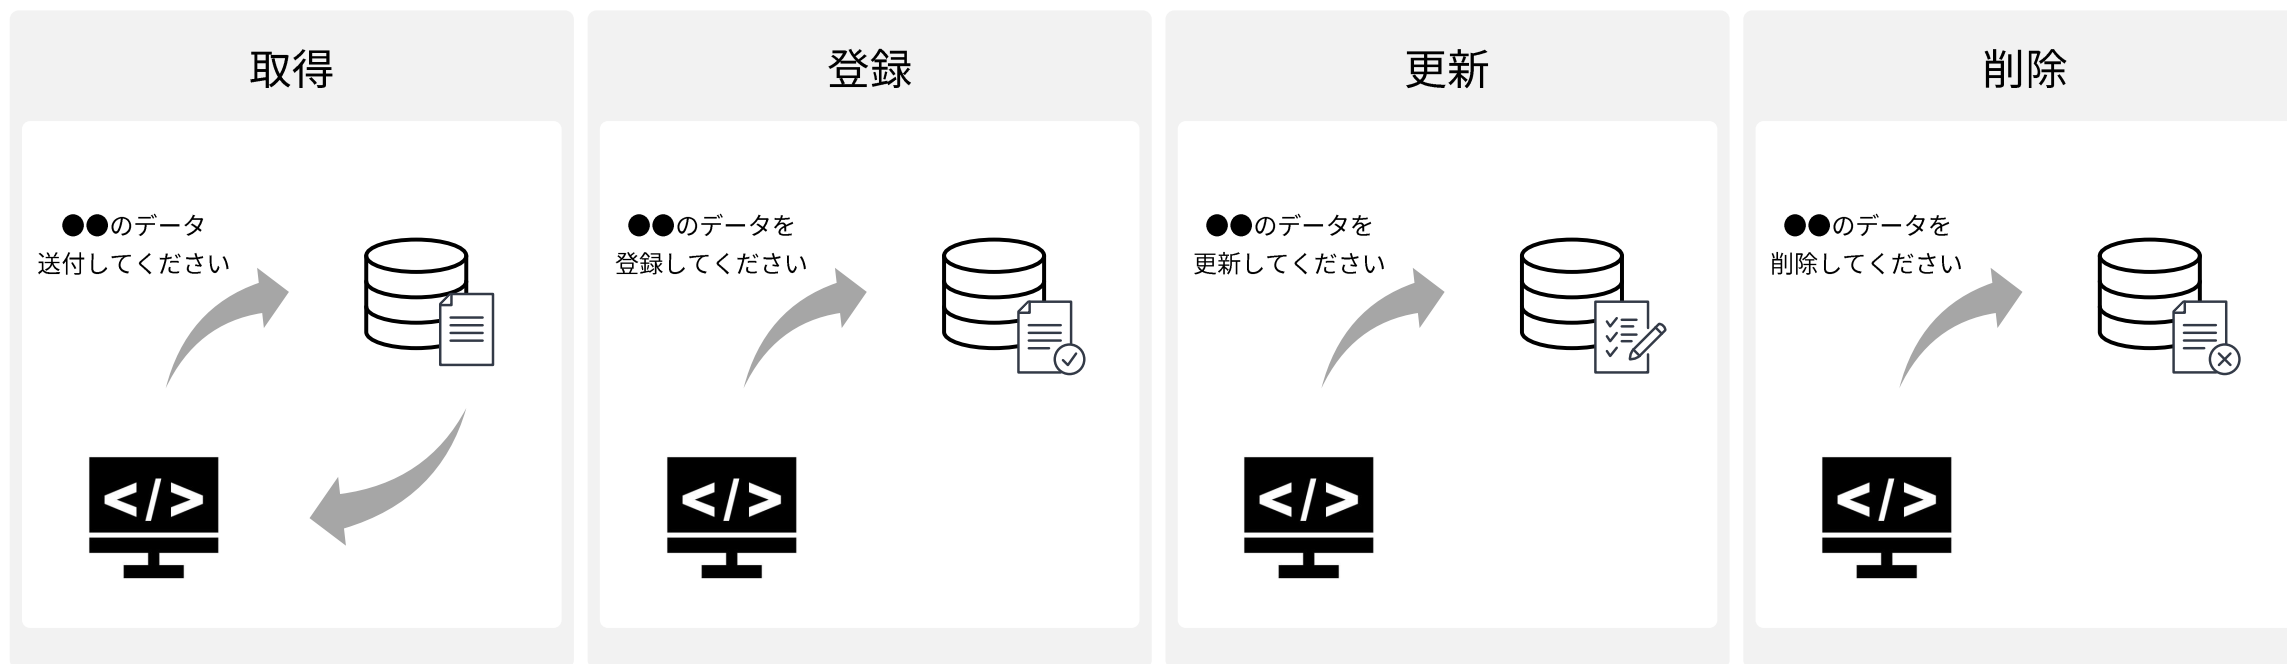 取得
●●のデータ
送付してください
</>
登録
●●のデータを
登録してください
</>
更新
●●のデータを
更新してください
</>
削除
●●のデータを
削除してください
</>